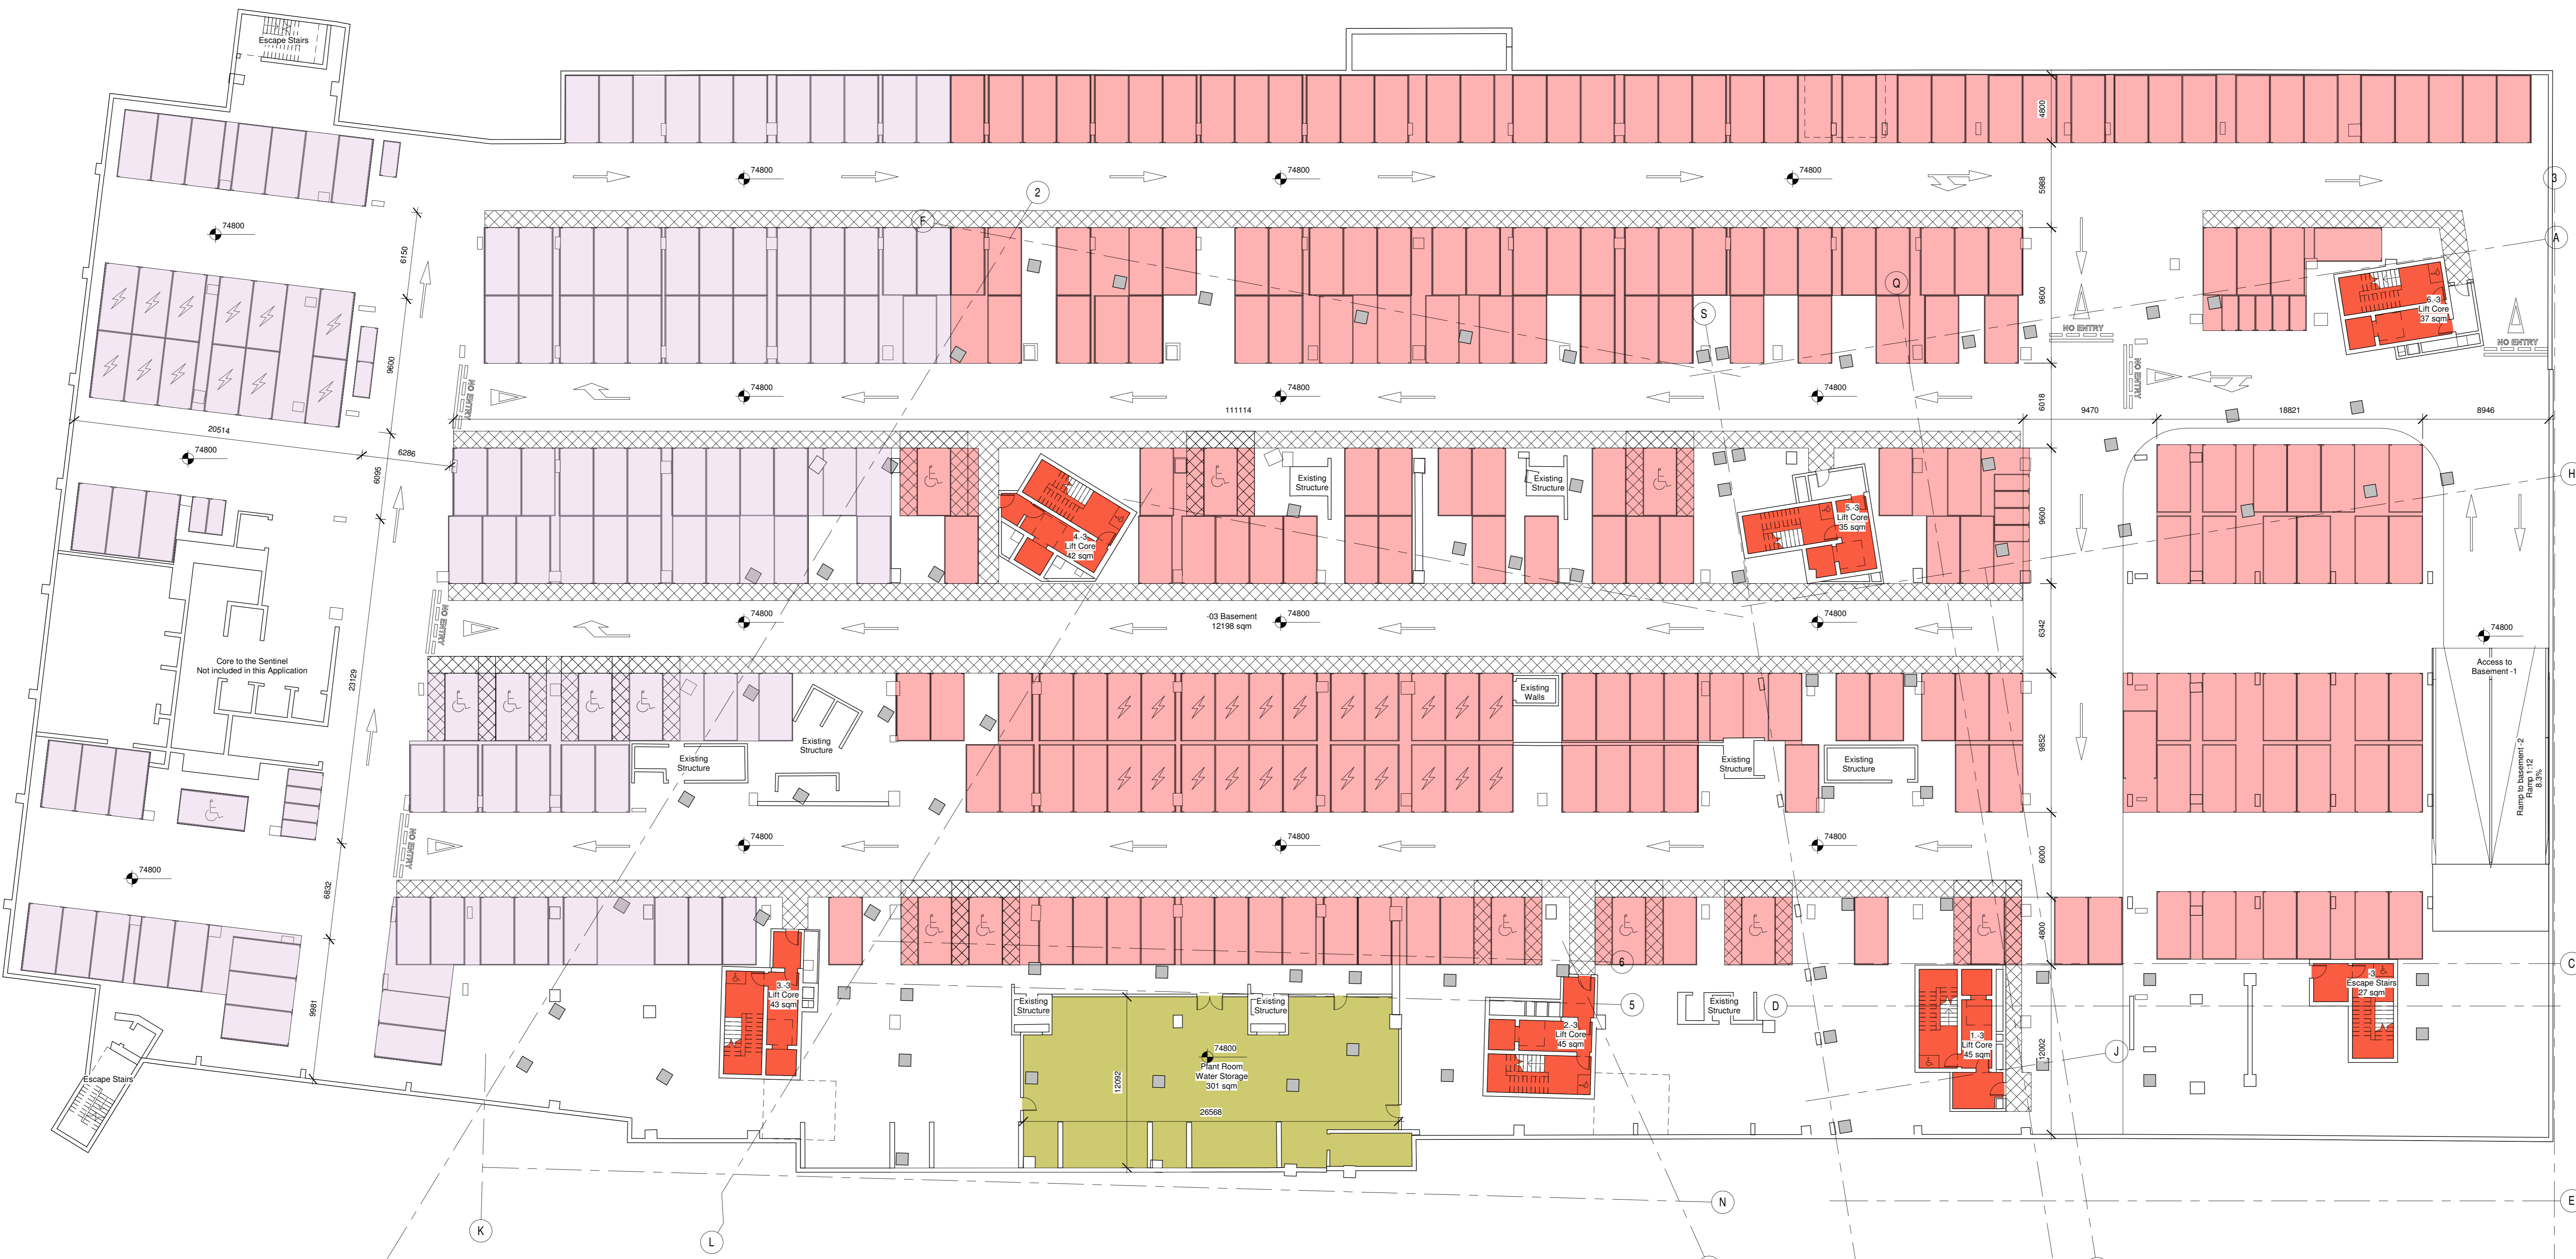 Escape Stairs
4800
74800
74800
74800
2
3
F
5988
74800
A
6150
Q
9600
S
6.-3
Lift Core
37 sqm
NO ENTRY
NO ENTRY
NO ENTRY
9600
NO ENTRY
74800
74800
74800
6018
111114
9470
18821
8946
20514
6286
74800
6095
H
Existing
Structure
Existing
Structure
5.-3
Lift Core
35 sqm
9600
4.-3
Lift Core
42 sqm
NO ENTRY
74800
-03 Basement
12198 sqm
74800
74800
6342
74800
Core to the Sentinel
Not included in this Application
23129
Access to
Basement -1
Existing
Walls
Existing
Structure
Existing
Structure
Existing
Structure
Existing
Structure
9852
Ramp to basement -2
Ramp 1:12
8.3%
NO ENTRY
74800
74800
74800
6000
74800
6832
4800
6
C
3.-3
Lift Core
43 sqm
-3
Escape Stairs
27 sqm
9981
Existing
Structure
Existing
Structure
5
Existing
Structure
D
2.-3
Lift Core
45 sqm
1.-3
Lift Core
45 sqm
12002
J
74800
Plant Room
Water Storage
301 sqm
12092
26568
Escape Stairs
K
L
N
E